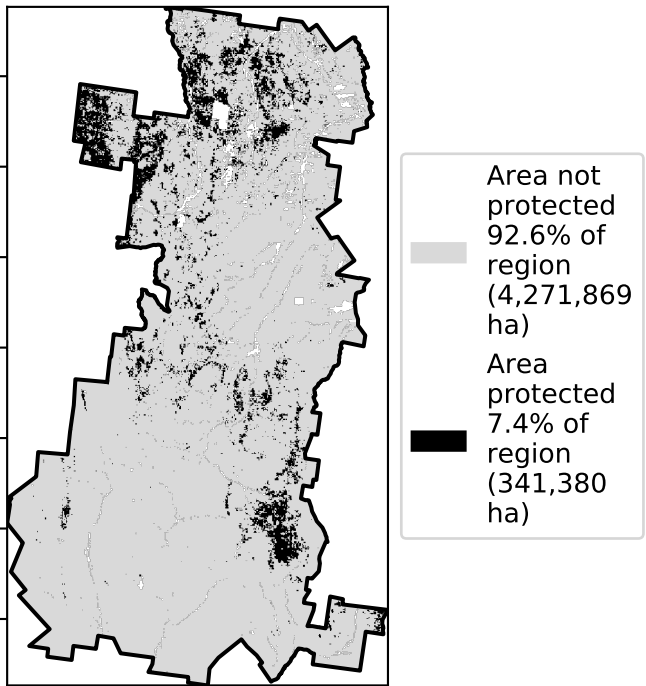 Area not
protected
92.6% of
region
(4,271,869
ha)
Area
protected
7.4% of
region
(341,380
ha)